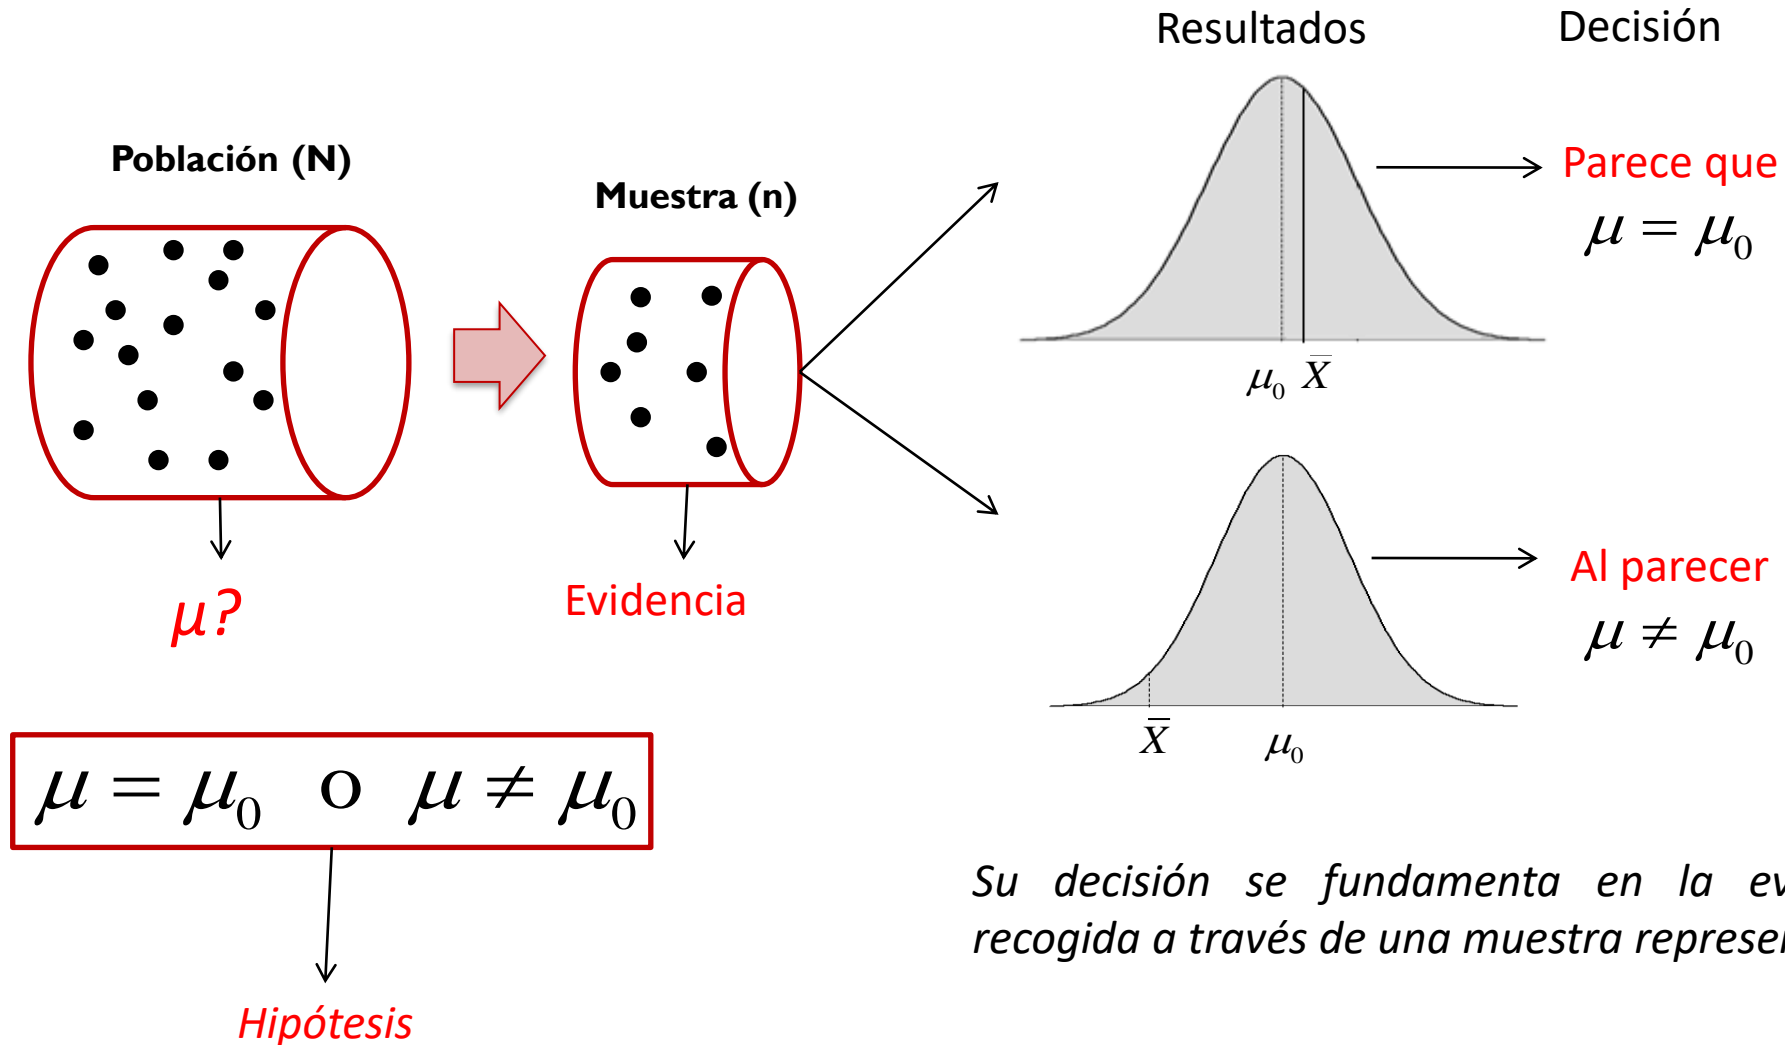 Resultados Decisión
Población (N)
Muestra (n)
Parece que
μ = μ₀
μ₀ X̅
μ?
Evidencia
Al parecer
μ ≠ μ₀
X̅ μ₀
μ = μ₀ o μ ≠ μ₀
Hipótesis
Su decisión se fundamenta en la
recogida a través de una muestra